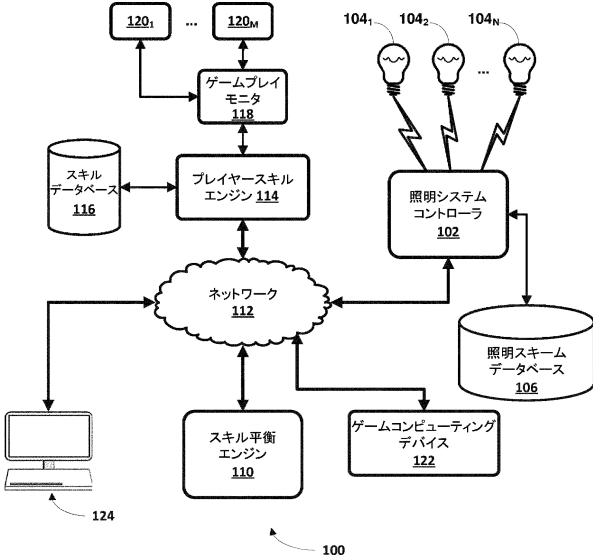 120₁
...
120M
104₁
104₂
104N
...
ゲームプレイ
モニタ
118
スキル
データベース
116
プレイヤースキル
エンジン 114
照明システム
コントローラ
102
ネットワーク
112
照明スキーム
データベース
106
スキル平衡
エンジン
110
ゲームコンピューティング
デバイス
122
124
100